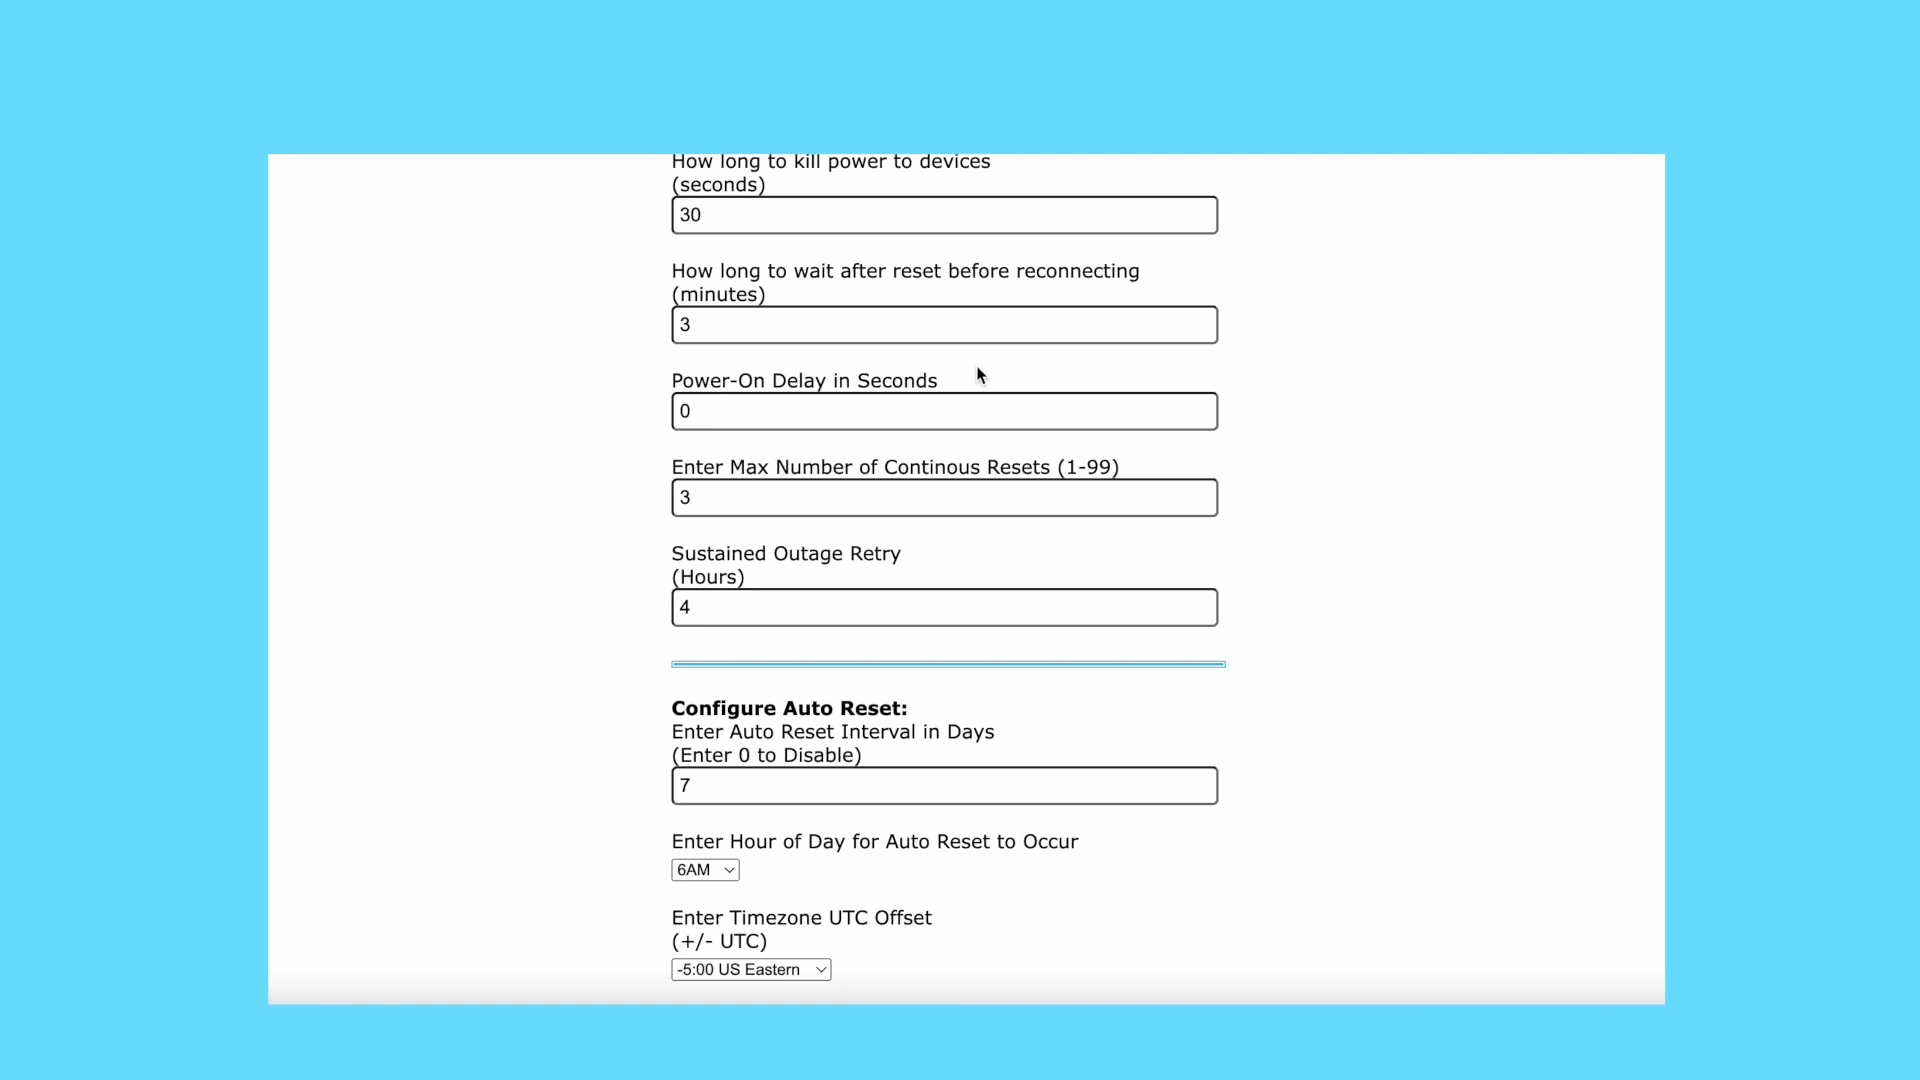 How long to kill power to devices
(seconds)
30
How long to wait after reset before reconnecting
(minutes)
3
Power-On Delay in Seconds
0
Enter Max Number of Continous Resets (1-99)
3
Sustained Outage Retry
(Hours)
4
Configure Auto Reset:
Enter Auto Reset Interval in Days
(Enter 0 to Disable)
7
Enter Hour of Day for Auto Reset to Occur
6AM
Enter Timezone UTC Offset
(+/- UTC)
-5:00 US Eastern